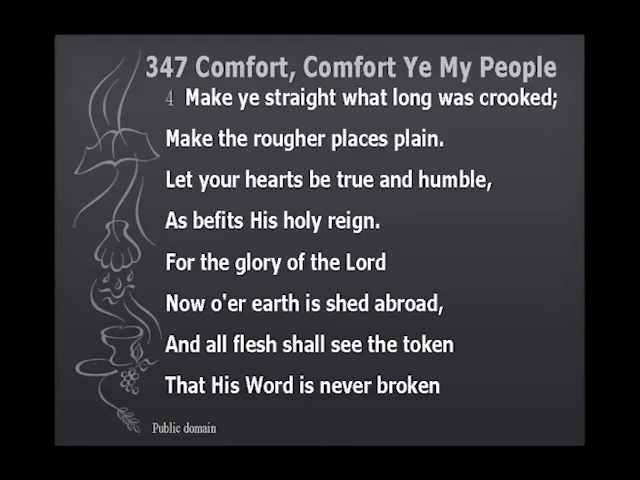 347 Comfort, Comfort Ye My People
4 Make ye straight what long was crooked;
Make the rougher places plain.
Let your hearts be true and humble,
As befits His holy reign.
For the glory of the Lord
Now o'er earth is shed abroad,
And all flesh shall see the token
That His Word is never broken
Public domain